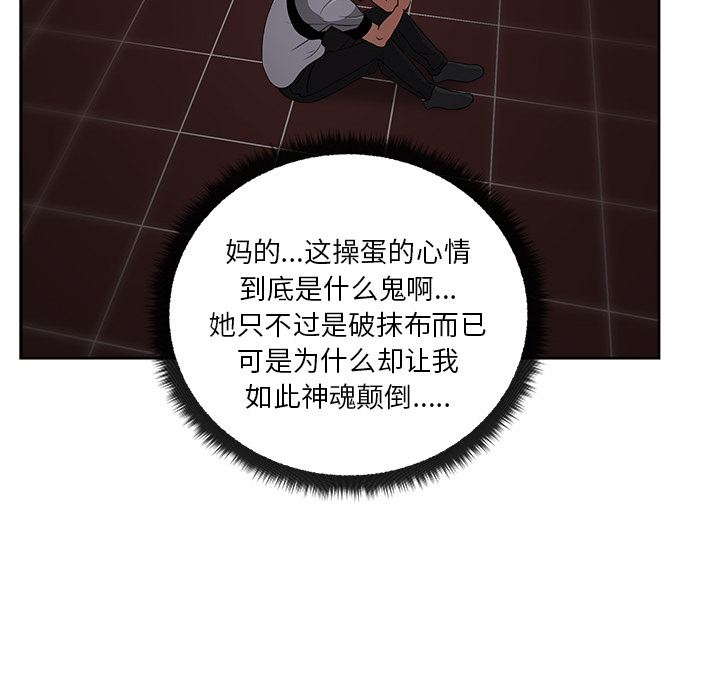 妈的...这操蛋的心情
到底是什么鬼啊...
她只不过是破抹布而已
可是为什么却让我
如此神魂颠倒.....